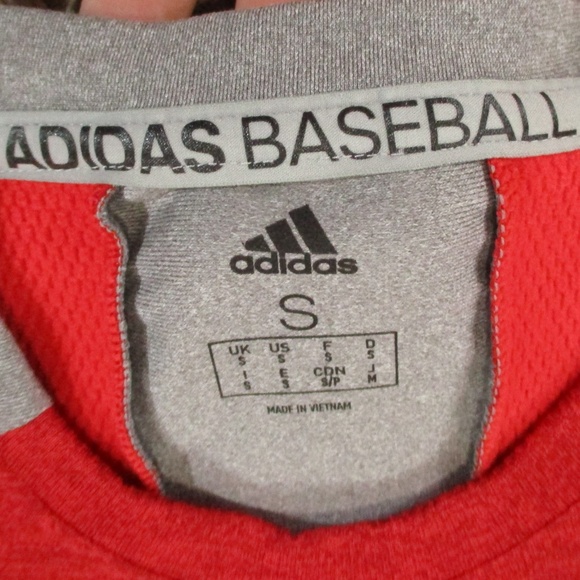 ADIDAS BASEBALL
adidas
S
UK US F D
S S S S
I E CDN J
S S S/P M
MADE IN VIETNAM